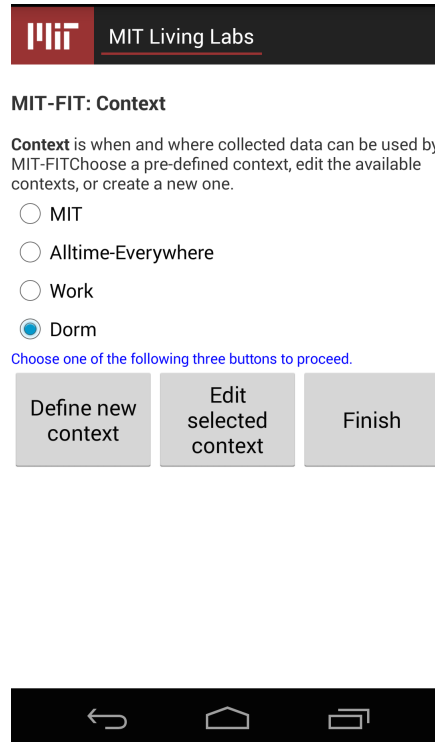 MIT MIT Living Labs
MIT-FIT: Context
Context is when and where collected data can be used by
MIT-FITChoose a pre-defined context, edit the available
contexts, or create a new one.
MIT
Alltime-Everywhere
Work
Dorm
Choose one of the following three buttons to proceed.
Define new
context
Edit
selected
context
Finish